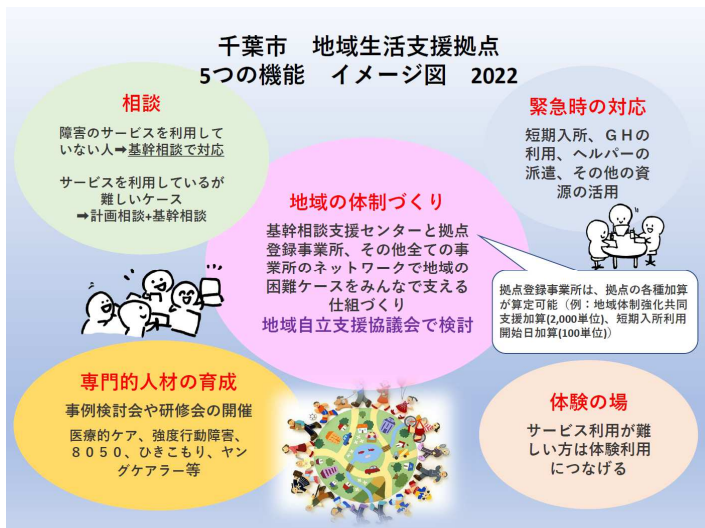 千葉市　地域生活支援拠点
5つの機能　イメージ図　2022
相談
障害のサービスを利用して
いない人➡基幹相談で対応
サービスを利用しているが
難しいケース
➡計画相談+基幹相談
緊急時の対応
短期入所、ＧＨの
利用、ヘルパーの
派遣、その他の資
源の活用
地域の体制づくり
基幹相談支援センターと拠点
登録事業所、その他全ての事
業所のネットワークで地域の
困難ケースをみんなで支える
仕組づくり
地域自立支援協議会で検討
拠点登録事業所は、拠点の各種加算
が算定可能（例：地域体制強化共同
支援加算(2,000単位)、短期入所利用
開始日加算(100単位)）
専門的人材の育成
事例検討会や研修会の開催
医療的ケア、強度行動障害、
８０５０、ひきこもり、ヤン
グケアラー等
体験の場
サービス利用が難
しい方は体験利用
につなげる